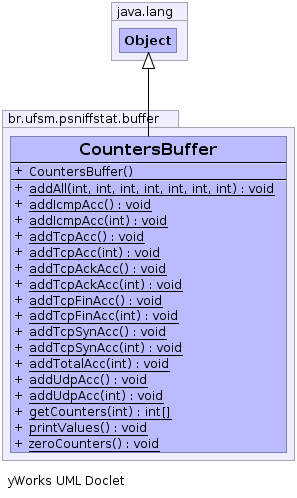 java.lang
Object
br.ufsm.psniffstat.buffer
CountersBuffer
+ CountersBuffer()
+ addAll(int, int, int, int, int, int, int) : void
+ addIcmpAcc() : void
+ addIcmpAcc(int) : void
+ addTcpAcc() : void
+ addTcpAcc(int) : void
+ addTcpAckAcc() : void
+ addTcpAckAcc(int) : void
+ addTcpFinAcc() : void
+ addTcpFinAcc(int) : void
+ addTcpSynAcc() : void
+ addTcpSynAcc(int) : void
+ addTotalAcc(int) : void
+ addUdpAcc() : void
+ addUdpAcc(int) : void
+ getCounters(int) : int[]
+ printValues() : void
+ zeroCounters() : void
yWorks UML Doclet